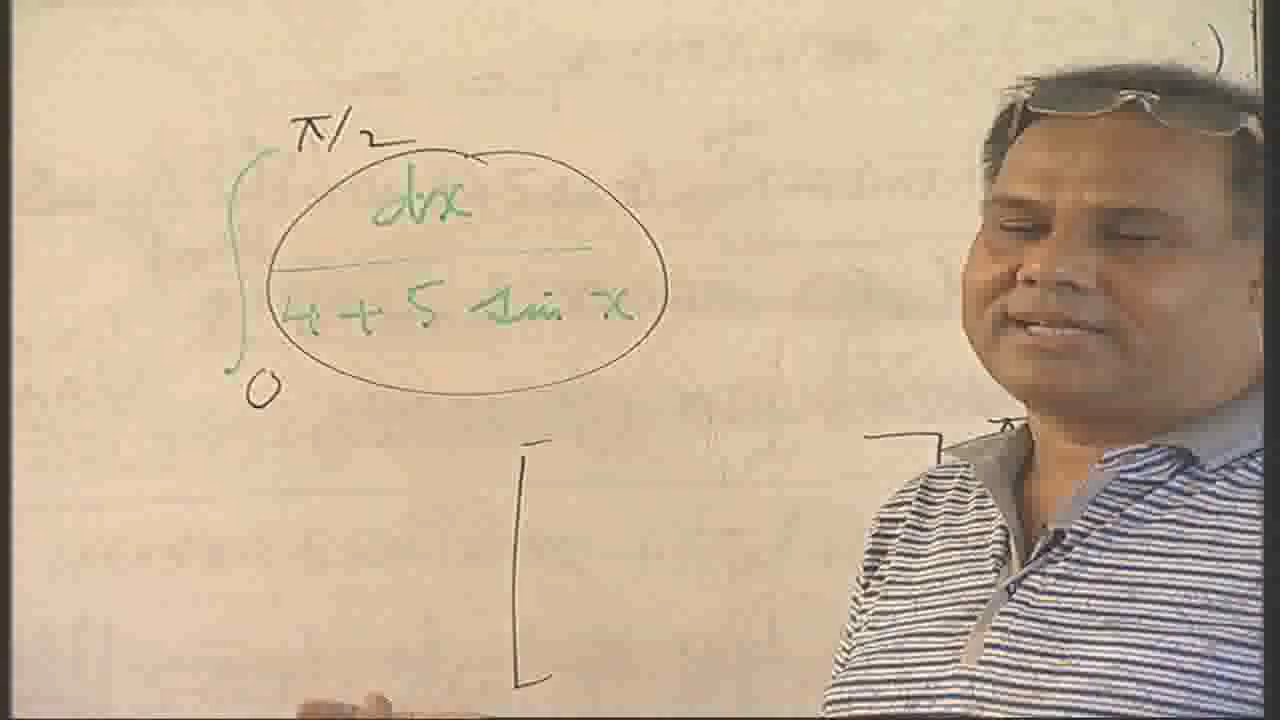 π/2
∫ dx
4 + 5 sin x
0
[ ]